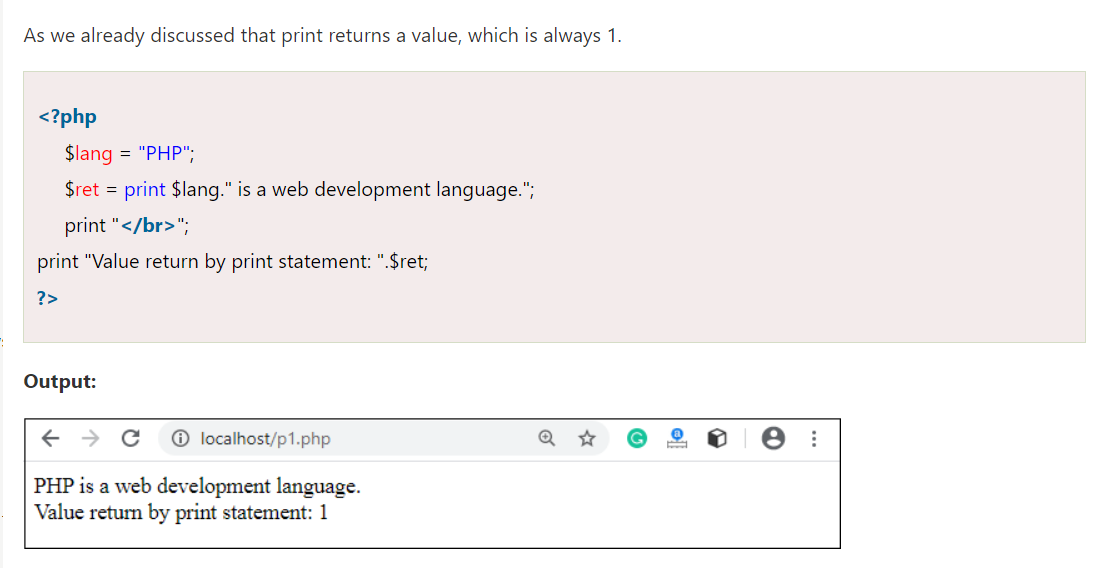 As we already discussed that print returns a value, which is always 1.
<?php
$lang = "PHP";
$ret = print $lang." is a web development language.";
print "</br>";
print "Value return by print statement: ".$ret;
?>
Output:
localhost/p1.php
PHP is a web development language.
Value return by print statement: 1